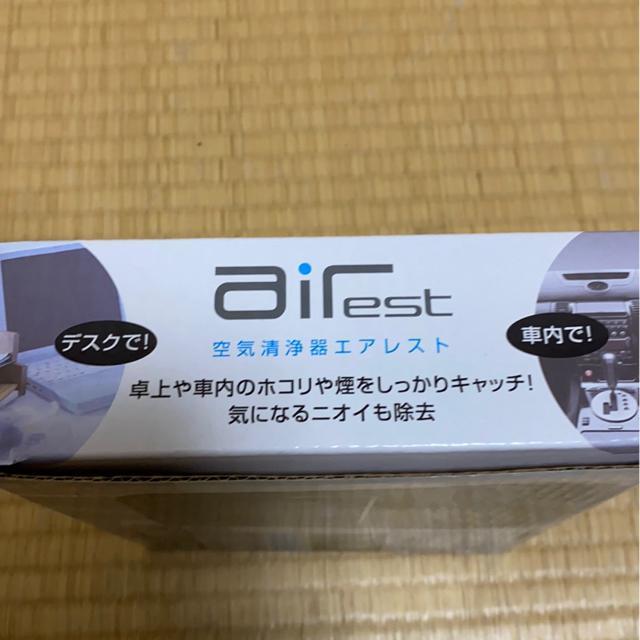 airest
デスクで!
車内で!
空気清浄器エアレスト
卓上や車内のホコリや煙をしっかりキャッチ!
気になるニオイも除去